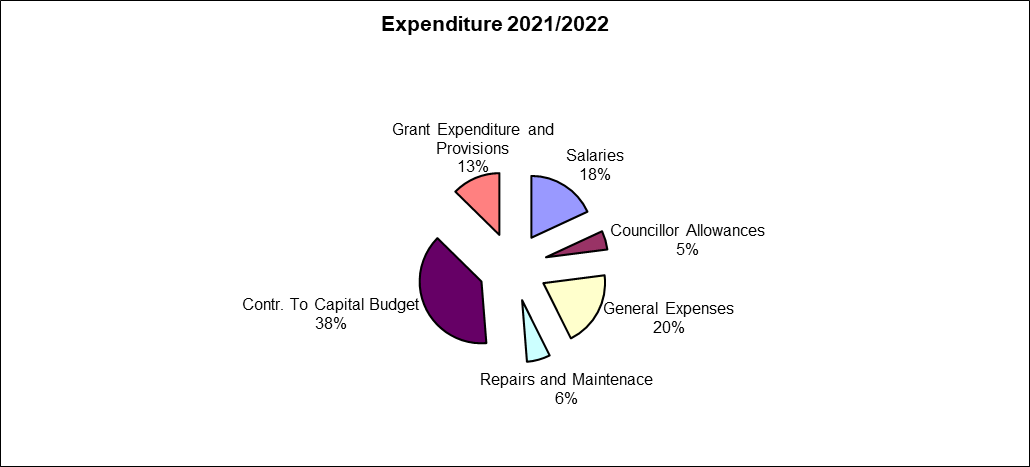 Expenditure 2021/2022
Grant Expenditure and
Provisions
13%
Salaries
18%
Councillor Allowances
5%
General Expenses
20%
Repairs and Maintenace
6%
Contr. To Capital Budget
38%